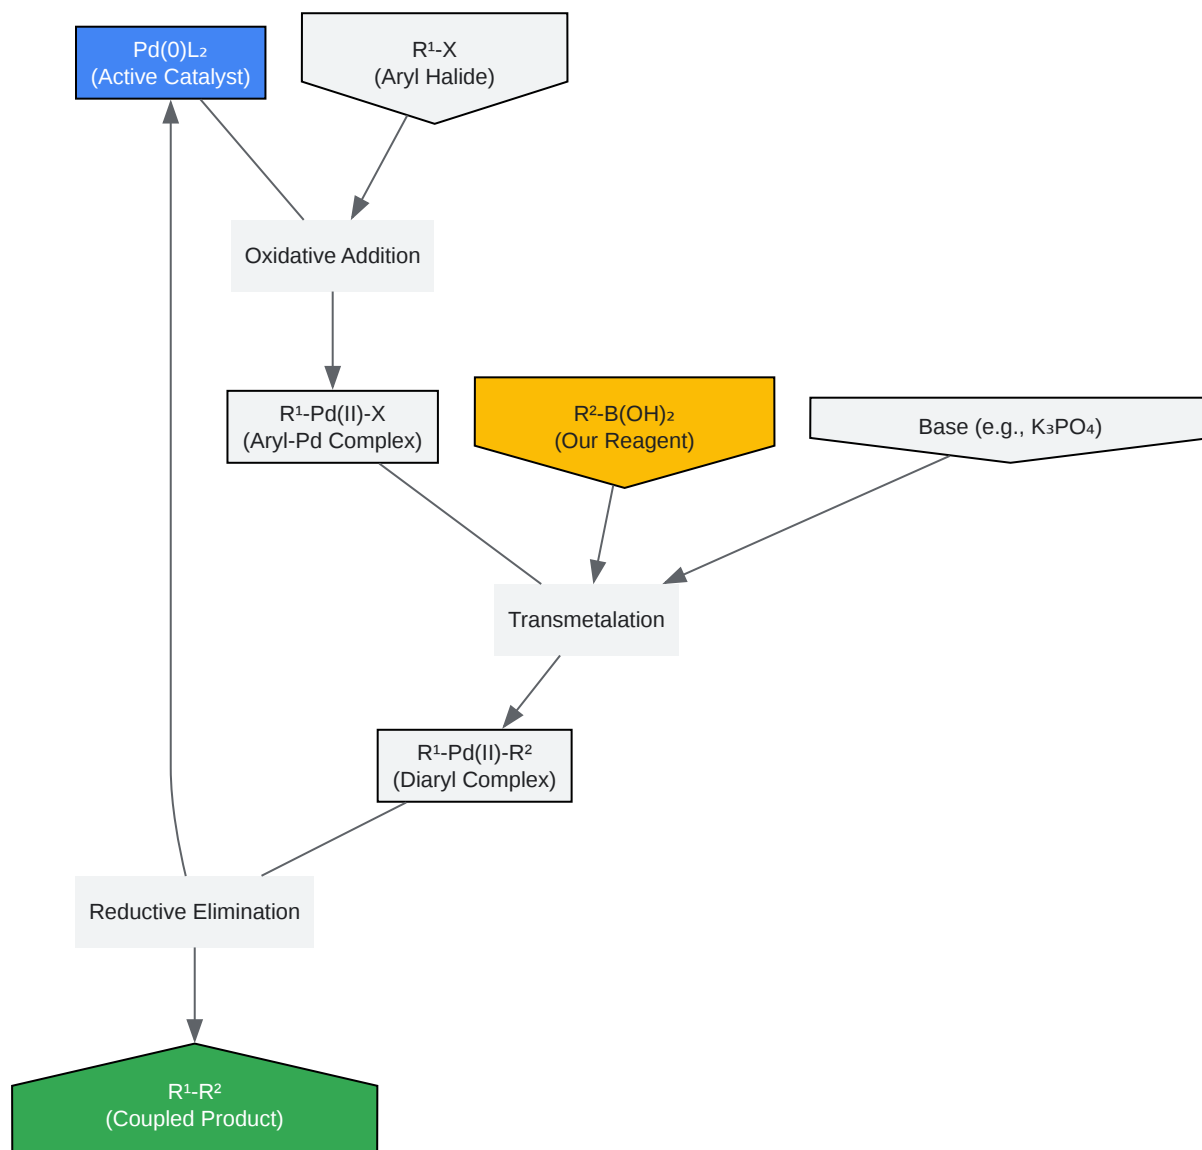 Pd(0)L₂
(Active Catalyst)
R¹-X
(Aryl Halide)
Oxidative Addition
R¹-Pd(II)-X
(Aryl-Pd Complex)
R²-B(OH)₂
(Our Reagent)
Base (e.g., K₃PO₄)
Transmetalation
R¹-Pd(II)-R²
(Diaryl Complex)
Reductive Elimination
R¹-R²
(Coupled Product)